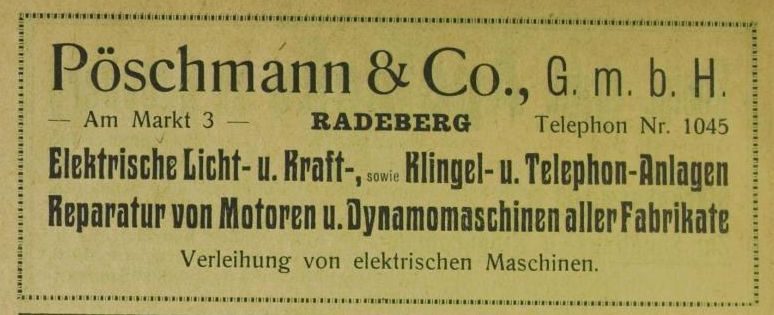 Pöschmann & Co., G. m. b. H.
— Am Markt 3 — RADEBERG Telephon Nr. 1045
Elektrische Licht- u. Kraft-, sowie Klingel- u. Telephon-Anlagen
Reparatur von Motoren u. Dynamomaschinen aller Fabrikate
Verleihung von elektrischen Maschinen.